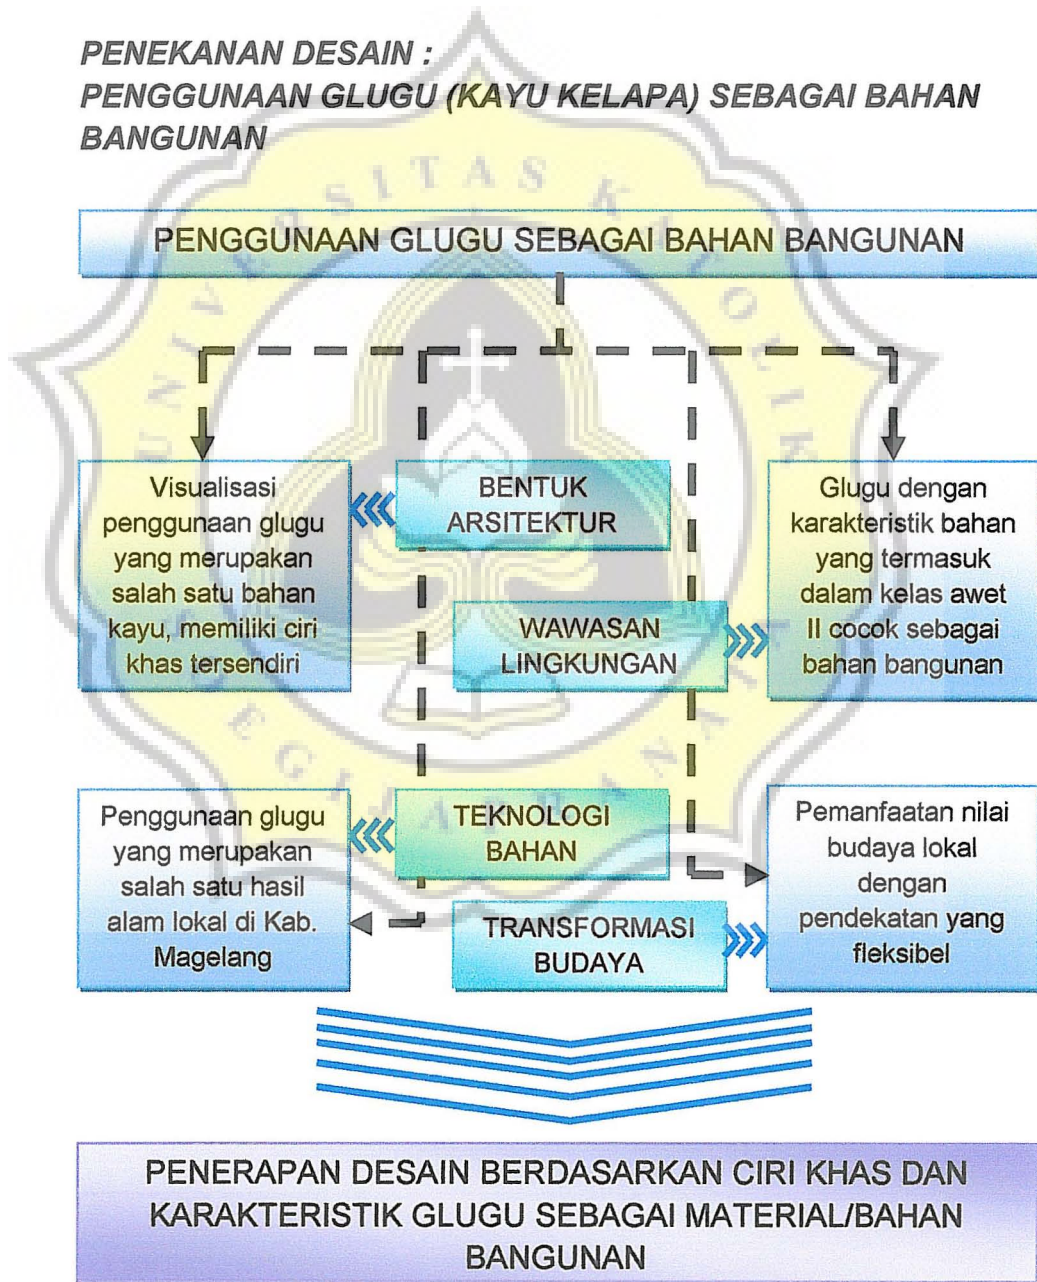 PENEKANAN DESAIN :
PENGGUNAAN GLUGU (KAYU KELAPA) SEBAGAI BAHAN
BANGUNAN
UNIVERSITAS KATOLIK
SOEGIJAPRANATA
PENGGUNAAN GLUGU SEBAGAI BAHAN BANGUNAN
Visualisasi
penggunaan glugu
yang merupakan
salah satu bahan
kayu, memiliki ciri
khas tersendiri
BENTUK
ARSITEKTUR
Glugu dengan
karakteristik bahan
yang termasuk
dalam kelas awet
II cocok sebagai
bahan bangunan
WAWASAN
LINGKUNGAN
Penggunaan glugu
yang merupakan
salah satu hasil
alam lokal di Kab.
Magelang
TEKNOLOGI
BAHAN
Pemanfaatan nilai
budaya lokal
dengan
pendekatan yang
fleksibel
TRANSFORMASI
BUDAYA
PENERAPAN DESAIN BERDASARKAN CIRI KHAS DAN
KARAKTERISTIK GLUGU SEBAGAI MATERIAL/BAHAN
BANGUNAN